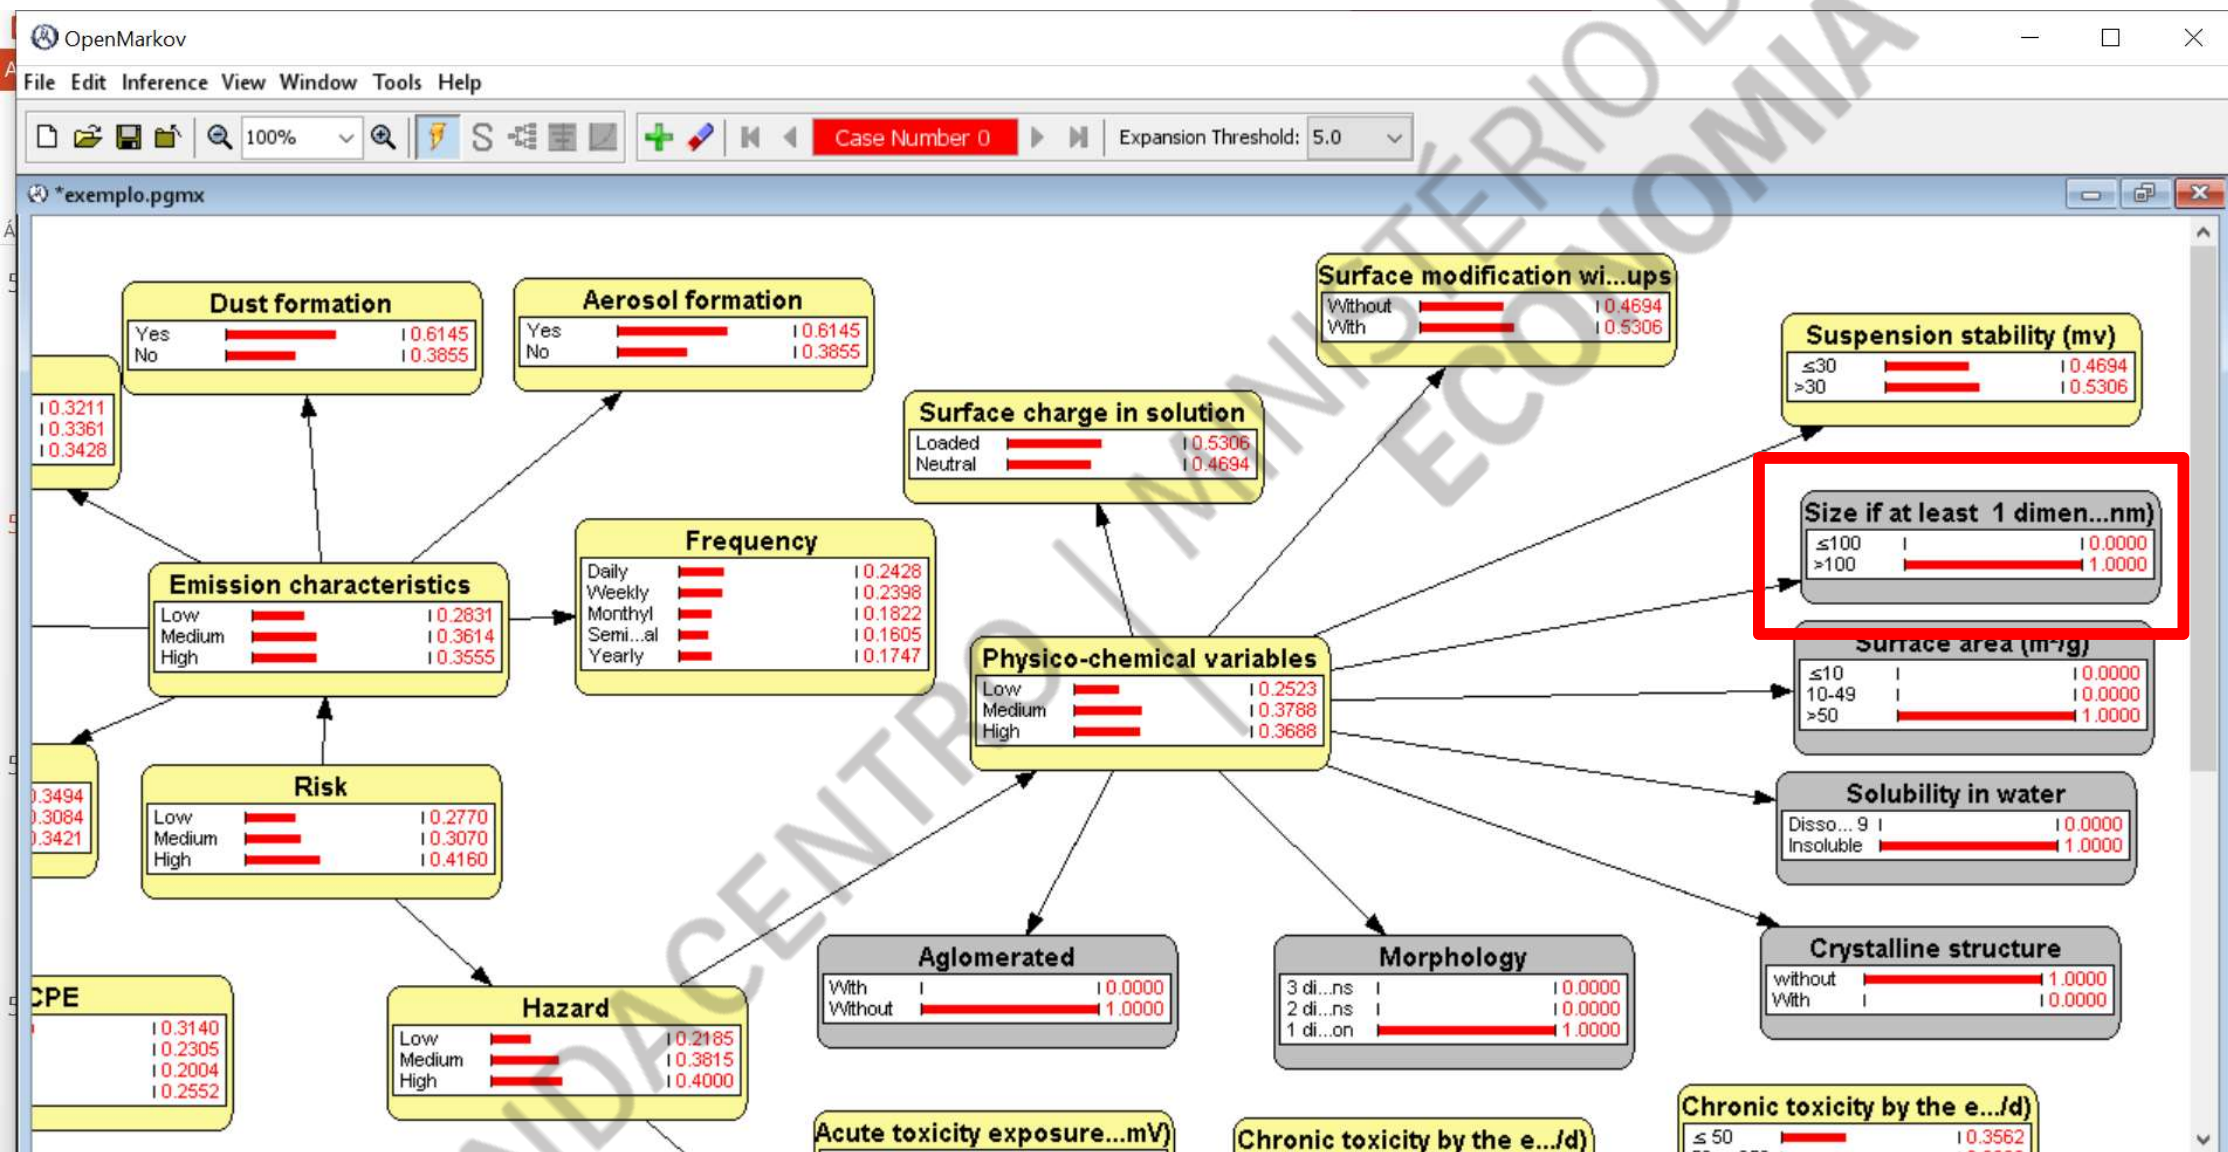 OpenMarkov
File Edit Inference View Window Tools Help
100%
S
Case Number 0
Expansion Threshold: 5.0
*exemplo.pgmx
MINISTÉRIO D
ECONOMIA
NDACENTRO
Dust formation
Yes 0.6145
No 0.3855
Aerosol formation
Yes 0.6145
No 0.3855
Surface modification wi...ups
Without 0.4694
With 0.5306
Suspension stability (mv)
≤30 0.4694
>30 0.5306
0.3211
0.3361
0.3428
Surface charge in solution
Loaded 0.5306
Neutral 0.4694
Size if at least 1 dimen...nm)
≤100 0.0000
>100 1.0000
Frequency
Daily 0.2428
Weekly 0.2398
Monthyl 0.1822
Semi...al 0.1605
Yearly 0.1747
Emission characteristics
Low 0.2831
Medium 0.3614
High 0.3555
Physico-chemical variables
Low 0.2523
Medium 0.3788
High 0.3688
Surface area (m²/g)
≤10 0.0000
10-49 0.0000
>50 1.0000
0.3494
0.3084
0.3421
Risk
Low 0.2770
Medium 0.3070
High 0.4160
Solubility in water
Disso... 9 0.0000
Insoluble 1.0000
Aglomerated
With 0.0000
Without 1.0000
Morphology
3 di...ns 0.0000
2 di...ns 0.0000
1 di...on 1.0000
Crystalline structure
without 1.0000
With 0.0000
CPE
0.3140
0.2305
0.2004
0.2552
Hazard
Low 0.2185
Medium 0.3815
High 0.4000
Acute toxicity exposure...mV)
Chronic toxicity by the e.../d)
Chronic toxicity by the e.../d)
≤ 50 0.3562